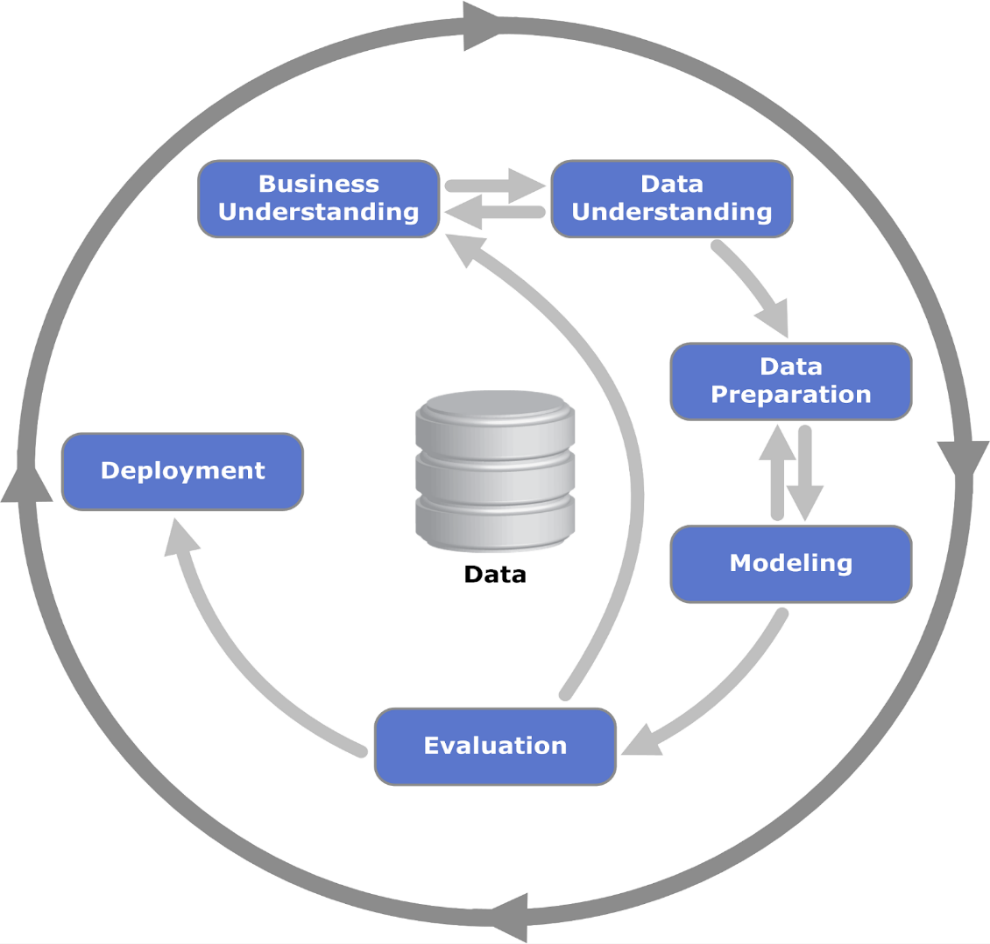 Business
Understanding
Data
Understanding
Data
Preparation
Deployment
Modeling
Data
Evaluation